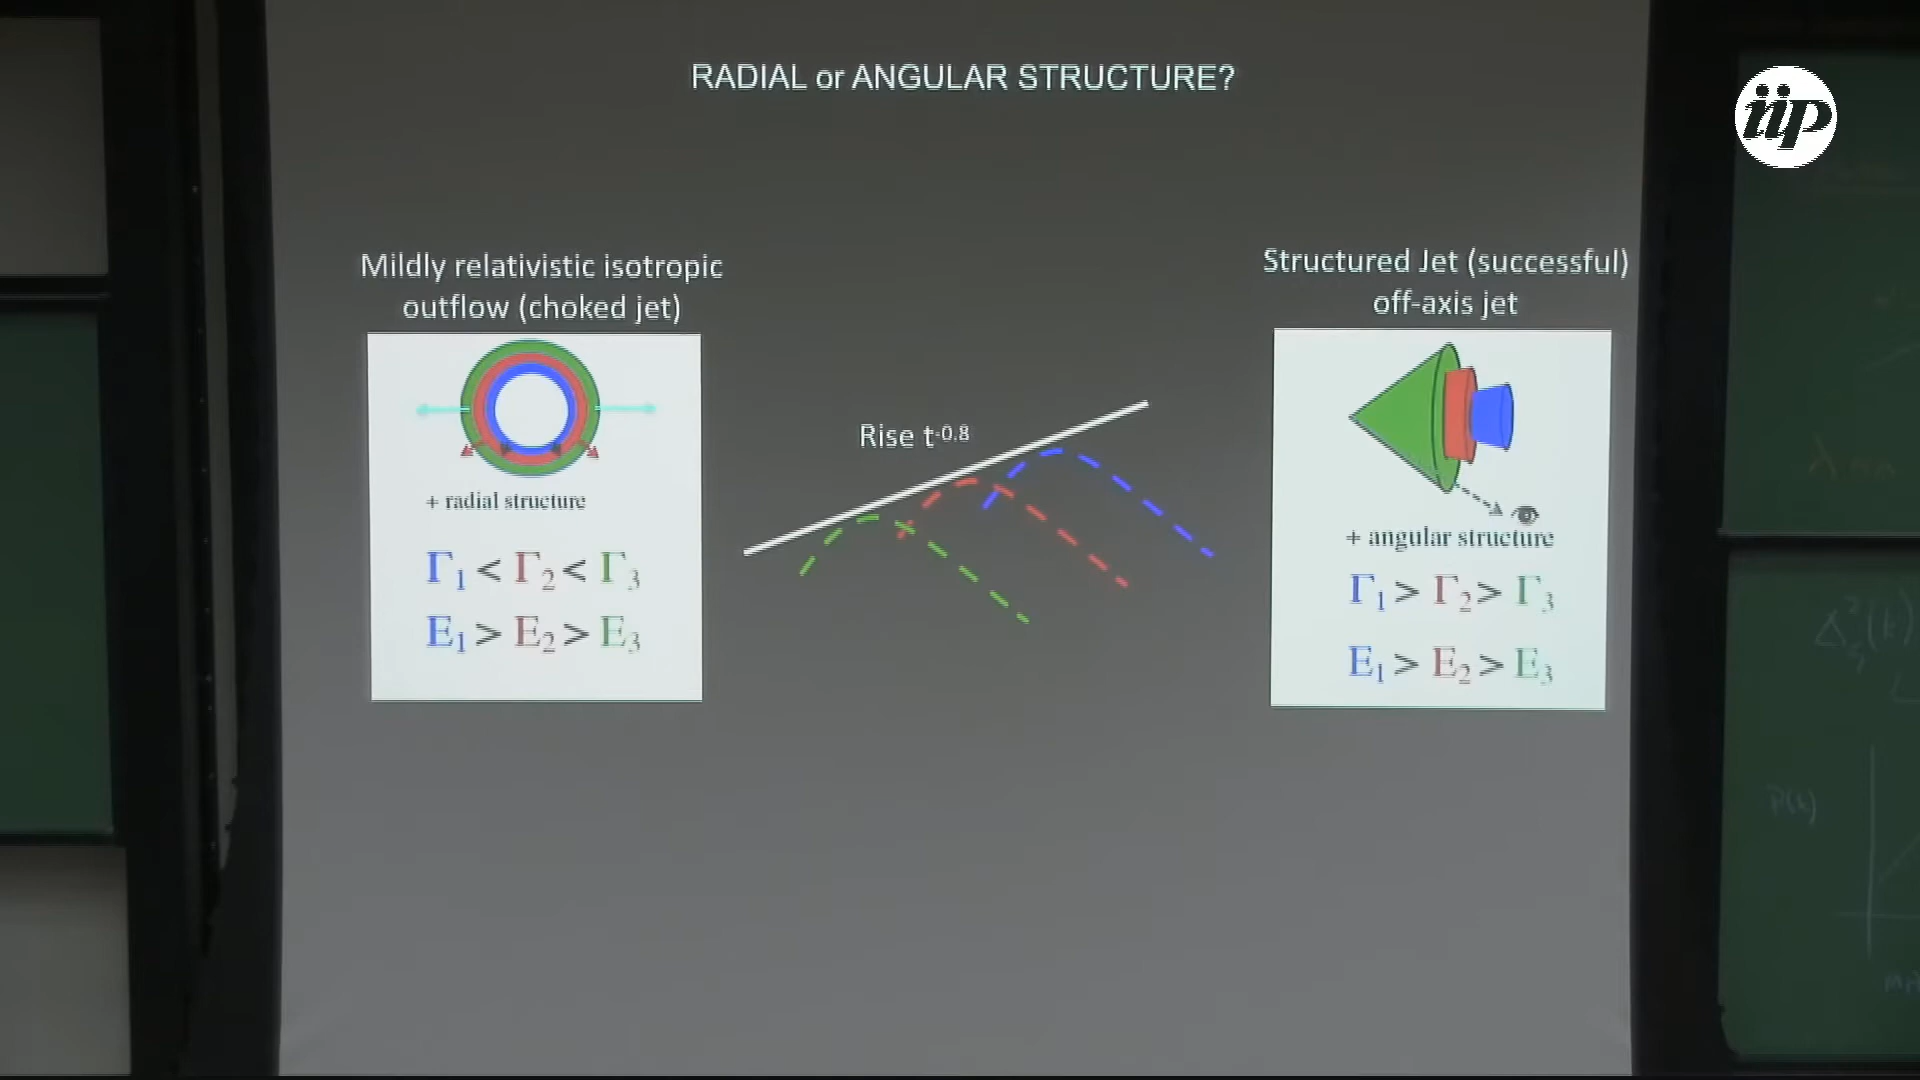 RADIAL or ANGULAR STRUCTURE?
iip
Mildly relativistic isotropic
outflow (choked jet)
+ radial structure
Γ1 < Γ2 < Γ3
E1 > E2 > E3
Rise t-0.8
Structured Jet (successful)
off-axis jet
+ angular structure
Γ1 > Γ2 > Γ3
E1 > E2 > E3
P(k)